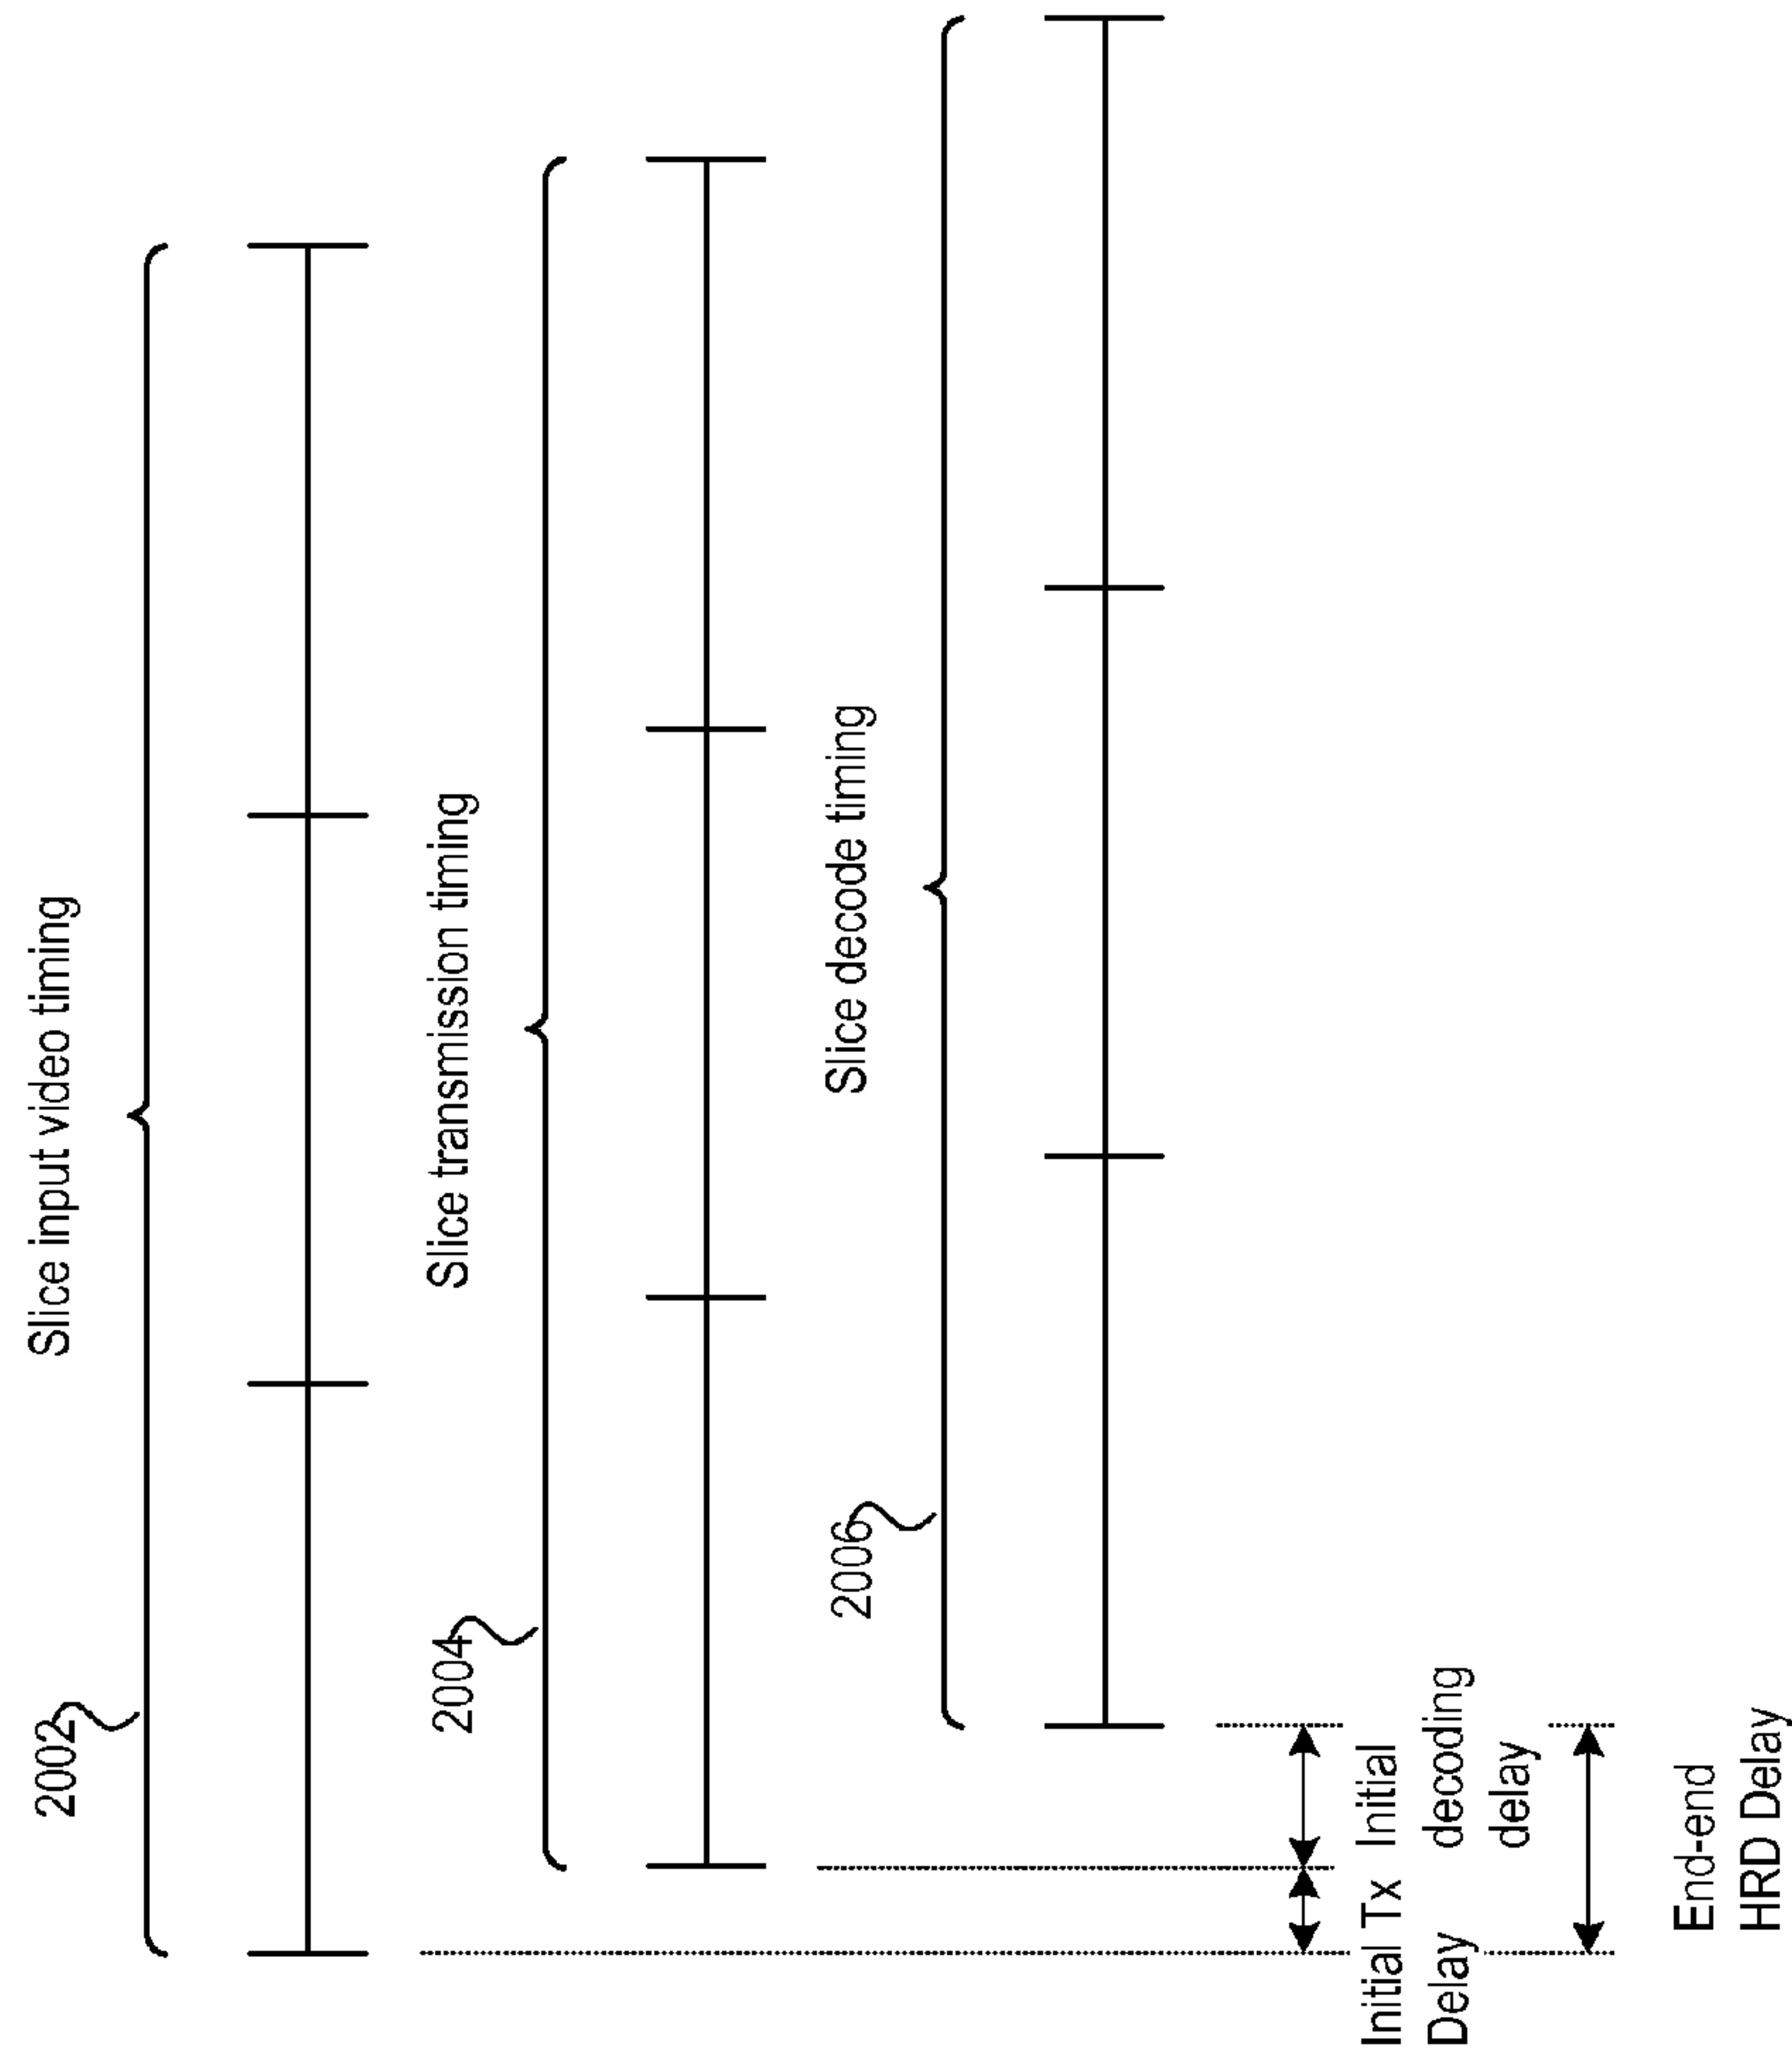 Slice input video timing
2002
Slice transmission timing
2004
Slice decode timing
2006
Initial Tx
Delay
Initial
decoding
delay
End-end
HRD Delay